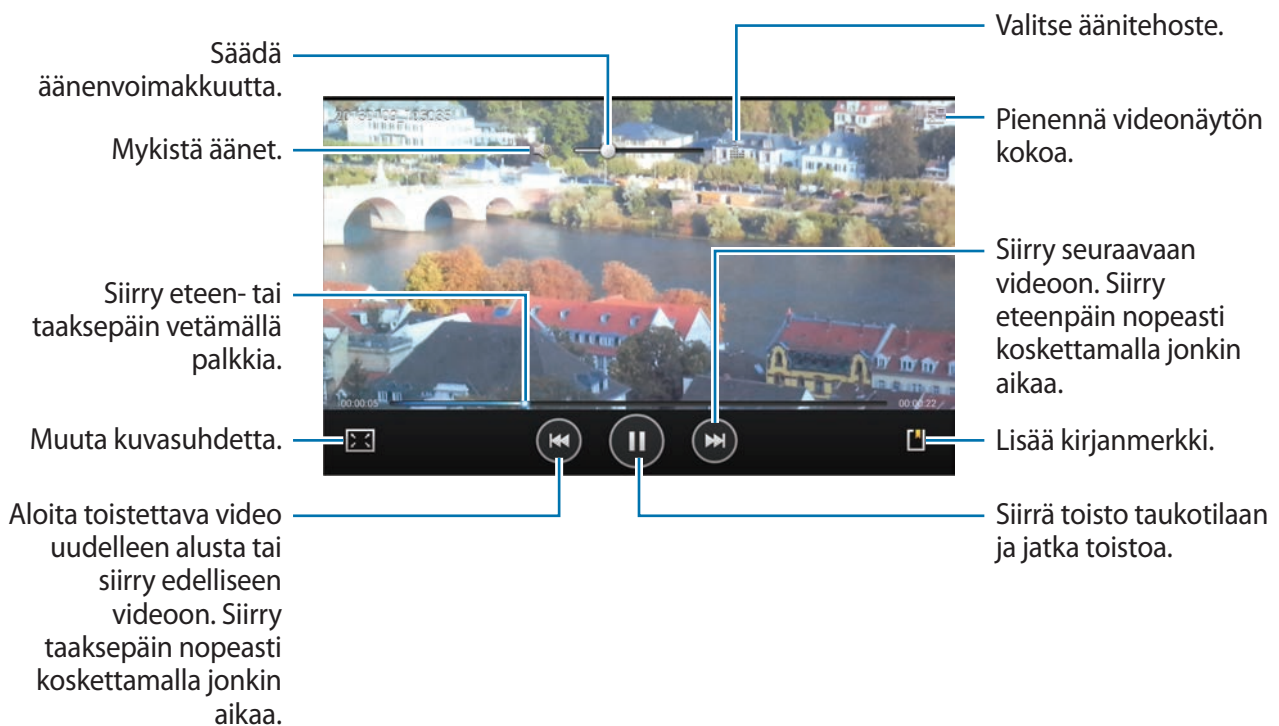 Säädä
äänenvoimakkuutta.
Mykistä äänet.
Siirry eteen- tai
taaksepäin vetämällä
palkkia.
Muuta kuvasuhdetta.
Aloita toistettava video
uudelleen alusta tai
siirry edelliseen
videoon. Siirry
taaksepäin nopeasti
koskettamalla jonkin
aikaa.
00:00:05
00:00:22
Valitse äänitehoste.
Pienennä videonäytön
kokoa.
Siirry seuraavaan
videoon. Siirry
eteenpäin nopeasti
koskettamalla jonkin
aikaa.
Lisää kirjanmerkki.
Siirrä toisto taukotilaan
ja jatka toistoa.